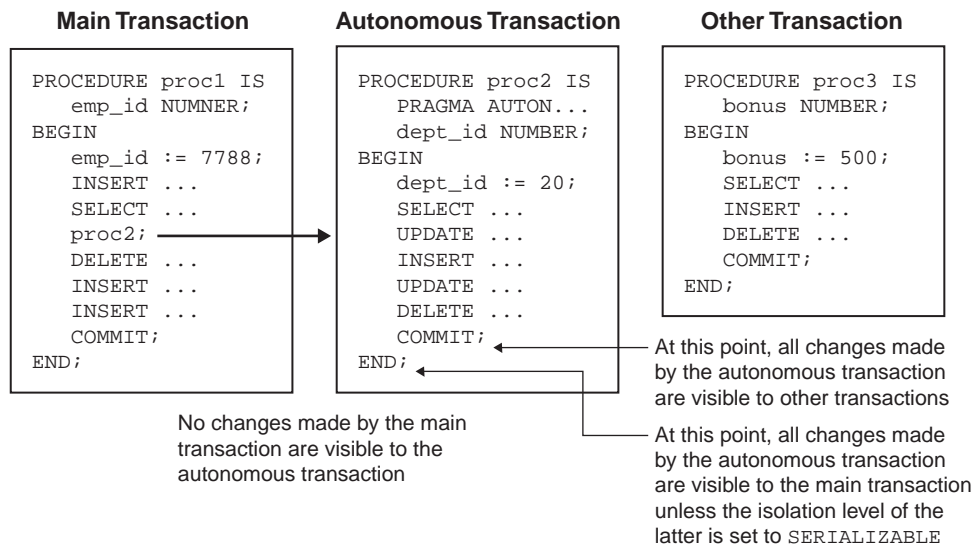 Main Transaction
PROCEDURE proc1 IS
emp_id NUMNER;
BEGIN
emp_id := 7788;
INSERT ...
SELECT ...
proc2;
DELETE ...
INSERT ...
INSERT ...
COMMIT;
END;
Autonomous Transaction
PROCEDURE proc2 IS
PRAGMA AUTON...
dept_id NUMBER;
BEGIN
dept_id := 20;
SELECT ...
UPDATE ...
INSERT ...
UPDATE ...
DELETE ...
COMMIT;
END;
Other Transaction
PROCEDURE proc3 IS
bonus NUMBER;
BEGIN
bonus := 500;
SELECT ...
INSERT ...
DELETE ...
COMMIT;
END;
No changes made by the main
transaction are visible to the
autonomous transaction
At this point, all changes made
by the autonomous transaction
are visible to other transactions
At this point, all changes made
by the autonomous transaction
are visible to the main transaction
unless the isolation level of the
latter is set to SERIALIZABLE